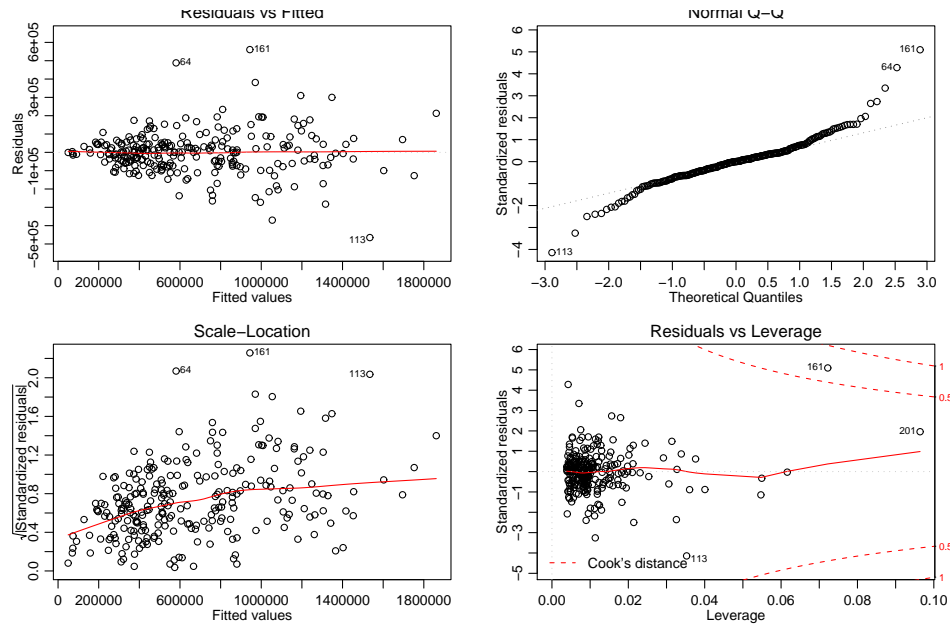 Residuals vs Fitted
6e+05
3e+05
1e+05
−1e+05
−5e+05
Residuals
64
161
113
0 200000 600000 1000000 1400000 1800000
Fitted values
Normal Q−Q
6
5
4
3
2
1
0
−2
−4
Standardized residuals
161
64
113
−3.0 −2.0 −1.0 0.0 0.5 1.0 1.5 2.0 2.5 3.0
Theoretical Quantiles
Scale−Location
2.0
1.6
1.2
0.8
0.4
0.0
√|Standardized residuals|
64
161
113
0 200000 600000 1000000 1400000 1800000
Fitted values
Residuals vs Leverage
6
5
4
3
2
1
−1
−3
−5
Standardized residuals
161
201
113
1
0.5
0.5
1
Cook's distance
0.00 0.02 0.04 0.06 0.08 0.10
Leverage